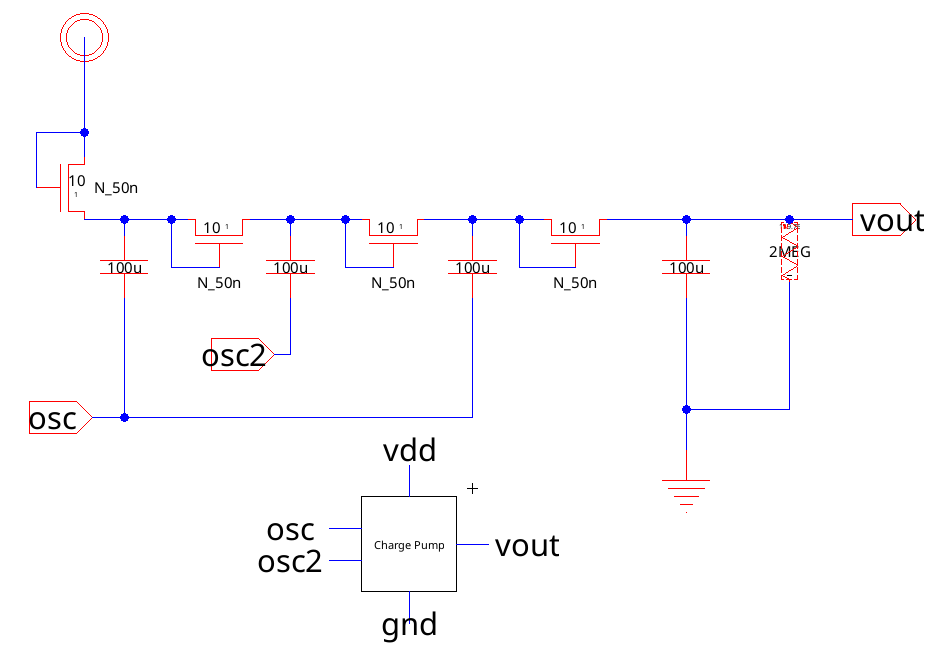 10
1
N_50n
10 1
10 1
10 1
vout
2MEG
100u
100u
100u
100u
N_50n
N_50n
N_50n
osc2
osc
vdd
osc
Charge Pump
vout
osc2
gnd